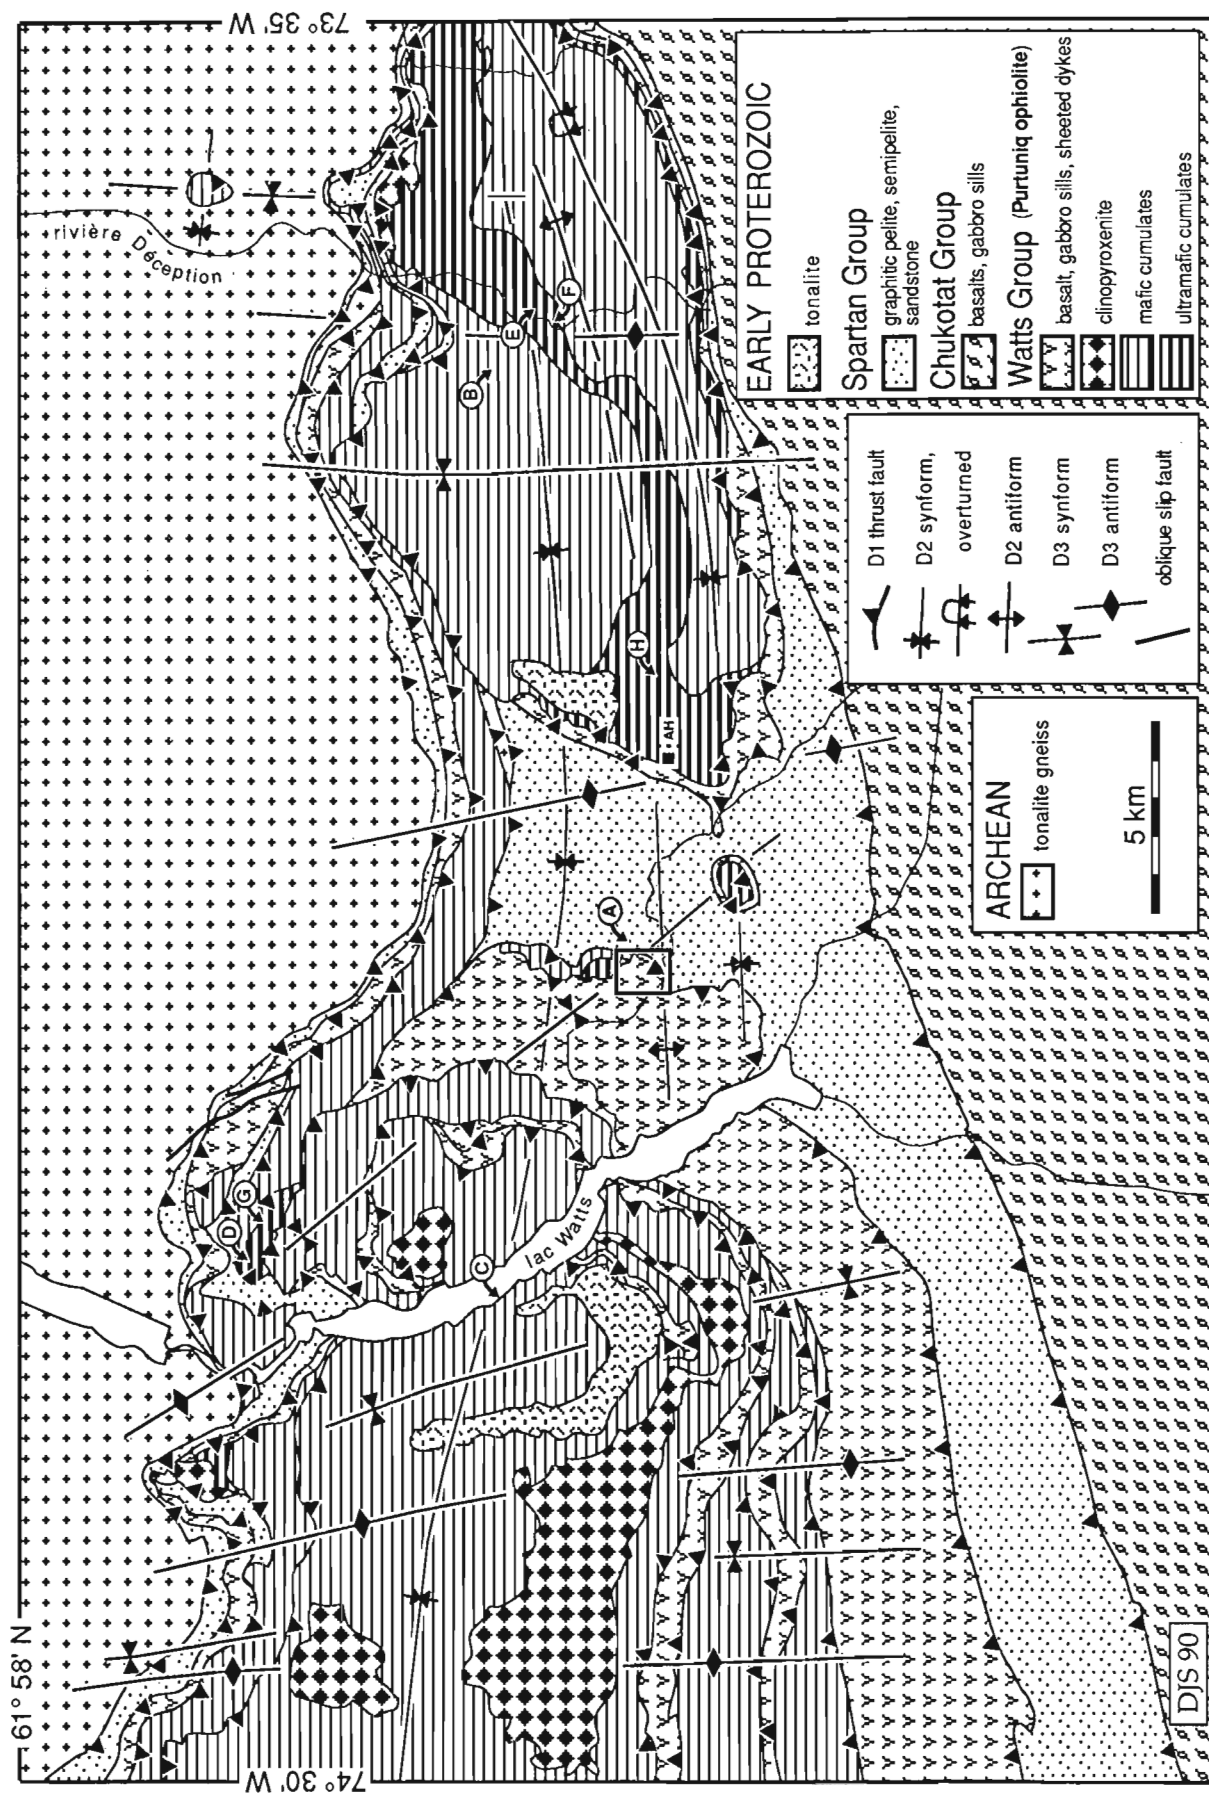 61° 58' N
73° 35' W
74° 30' W
rivière Déception
lac Watts
A
B
C
D
E
F
G
H
AH
EARLY PROTEROZOIC
tonalite
Spartan Group
graphitic pelite, semipelite,
sandstone
Chukotat Group
basalts, gabbro sills
Watts Group (Purtuniq ophiolite)
basalt, gabbro sills, sheeted dykes
clinopyroxenite
mafic cumulates
ultramafic cumulates
D1 thrust fault
D2 synform,
overturned
D2 antiform
D3 synform
D3 antiform
oblique slip fault
ARCHEAN
tonalite gneiss
5 km
DJS 90